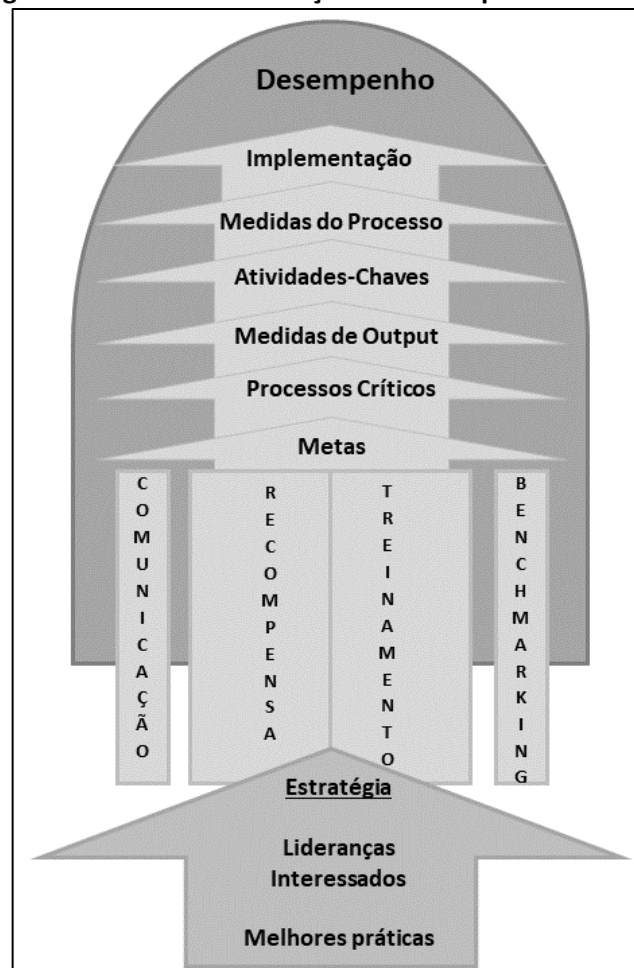 Desempenho
Implementação
Medidas do Processo
Atividades-Chaves
Medidas de Output
Processos Críticos
Metas
COMUNICAÇÃO
RECOMPENSA
TREINAMENTO
BENCHMARKING
Estratégia
Lideranças
Interessados
Melhores práticas